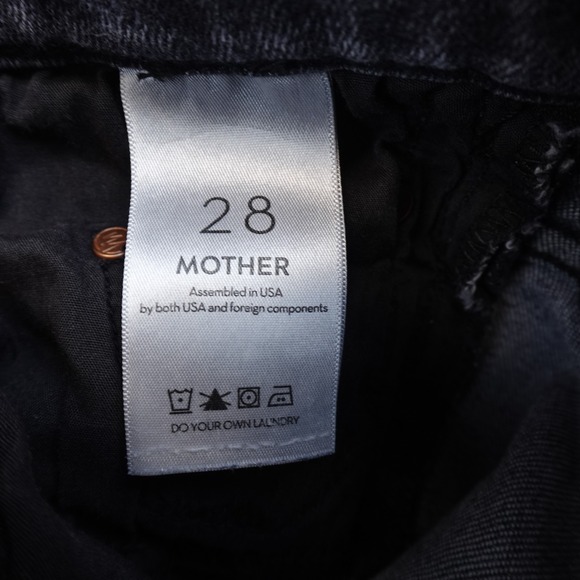 28
MOTHER
Assembled in USA
by both USA and foreign components
DO YOUR OWN LAUNDRY